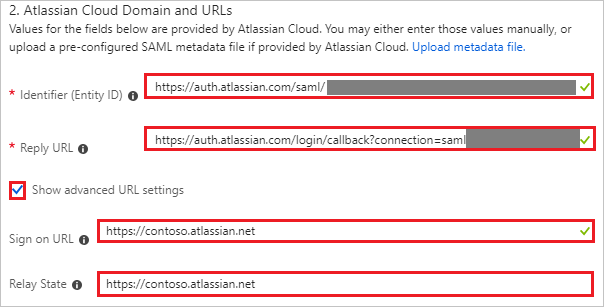 2. Atlassian Cloud Domain and URLs
Values for the fields below are provided by Atlassian Cloud. You may either enter those values manually, or
upload a pre-configured SAML metadata file if provided by Atlassian Cloud. Upload metadata file.
* Identifier (Entity ID) https://auth.atlassian.com/saml/
* Reply URL https://auth.atlassian.com/login/callback?connection=saml
Show advanced URL settings
Sign on URL https://contoso.atlassian.net
Relay State https://contoso.atlassian.net